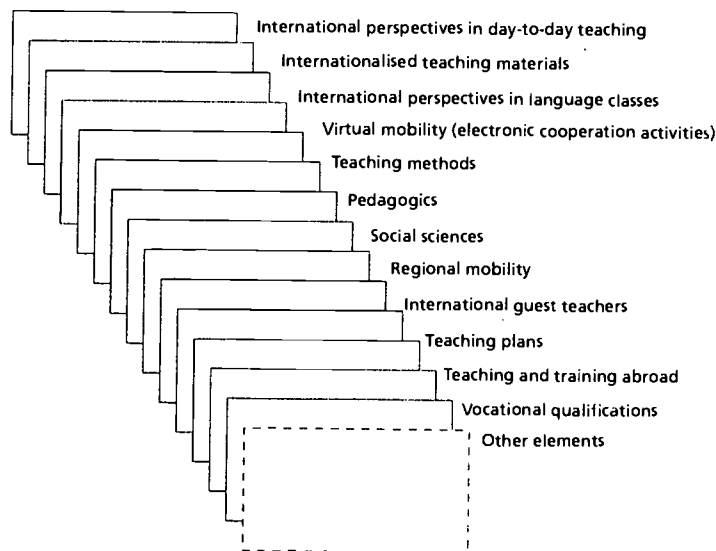 International perspectives in day-to-day teaching
Internationalised teaching materials
International perspectives in language classes
Virtual mobility (electronic cooperation activities)
Teaching methods
Pedagogics
Social sciences
Regional mobility
International guest teachers
Teaching plans
Teaching and training abroad
Vocational qualifications
Other elements